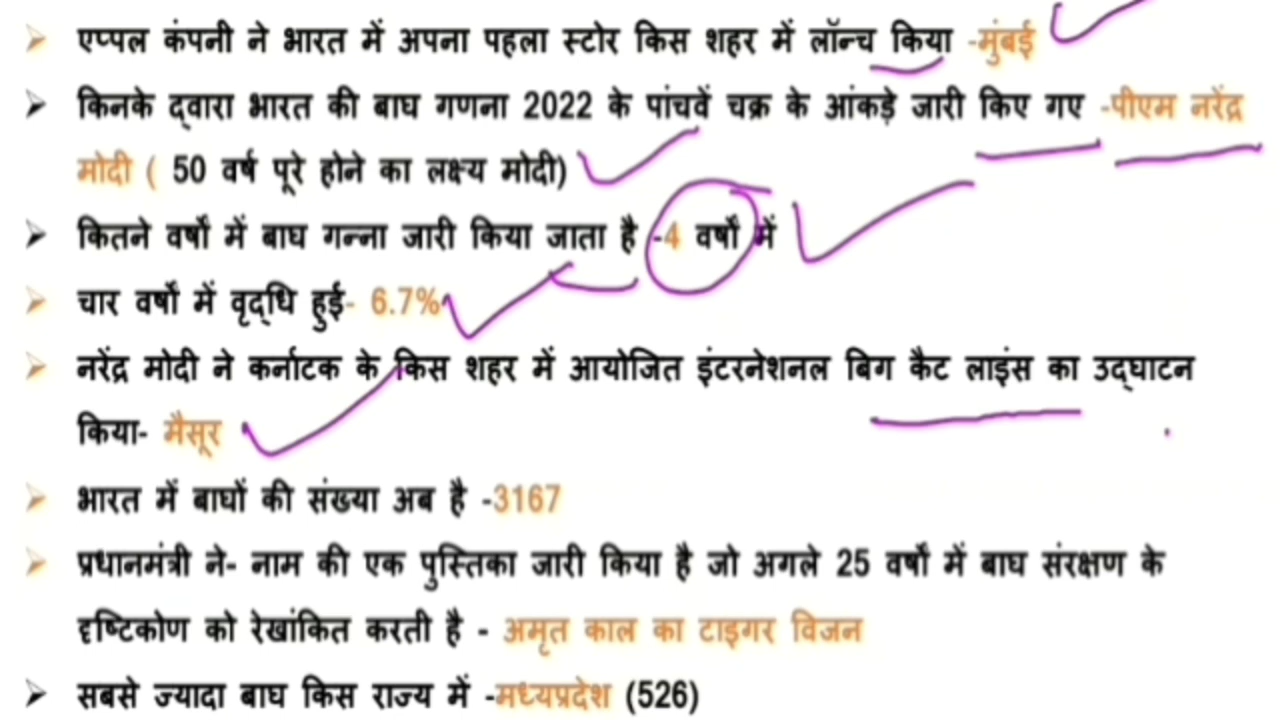 एप्पल कंपनी ने भारत में अपना पहला स्टोर किस शहर में लॉन्च किया -मुंबई
किनके द्वारा भारत की बाघ गणना 2022 के पांचवें चक्र के आंकड़े जारी किए गए -पीएम नरेंद्र
मोदी ( 50 वर्ष पूरे होने का लक्ष्य मोदी)
कितने वर्षों में बाघ गन्ना जारी किया जाता है -4 वर्षों में
चार वर्षों में वृद्धि हुई- 6.7%
नरेंद्र मोदी ने कर्नाटक के किस शहर में आयोजित इंटरनेशनल बिग कैट लाइंस का उद्घाटन
किया- मैसूर
भारत में बाघों की संख्या अब है -3167
प्रधानमंत्री ने- नाम की एक पुस्तिका जारी किया है जो अगले 25 वर्षों में बाघ संरक्षण के
दृष्टिकोण को रेखांकित करती है - अमृत काल का टाइगर विजन
सबसे ज्यादा बाघ किस राज्य में -मध्यप्रदेश (526)